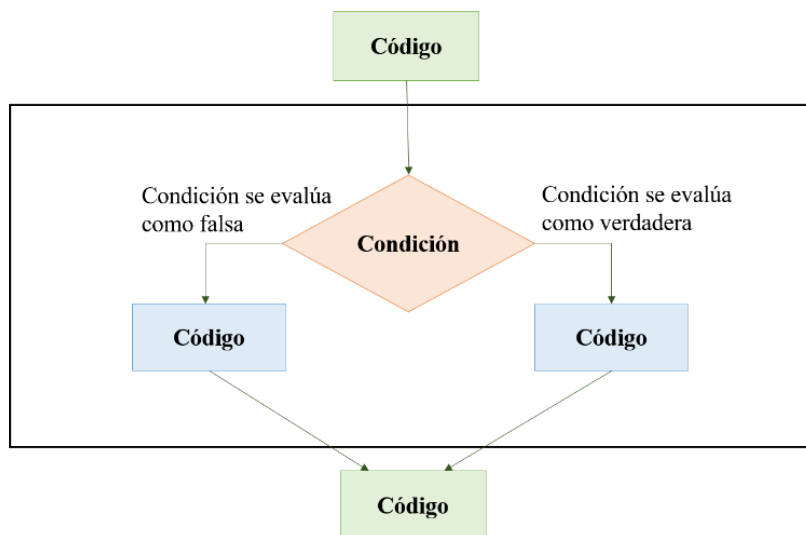 Código
Condición se evalúa
como falsa
Condición se evalúa
como verdadera
Condición
Código
Código
Código